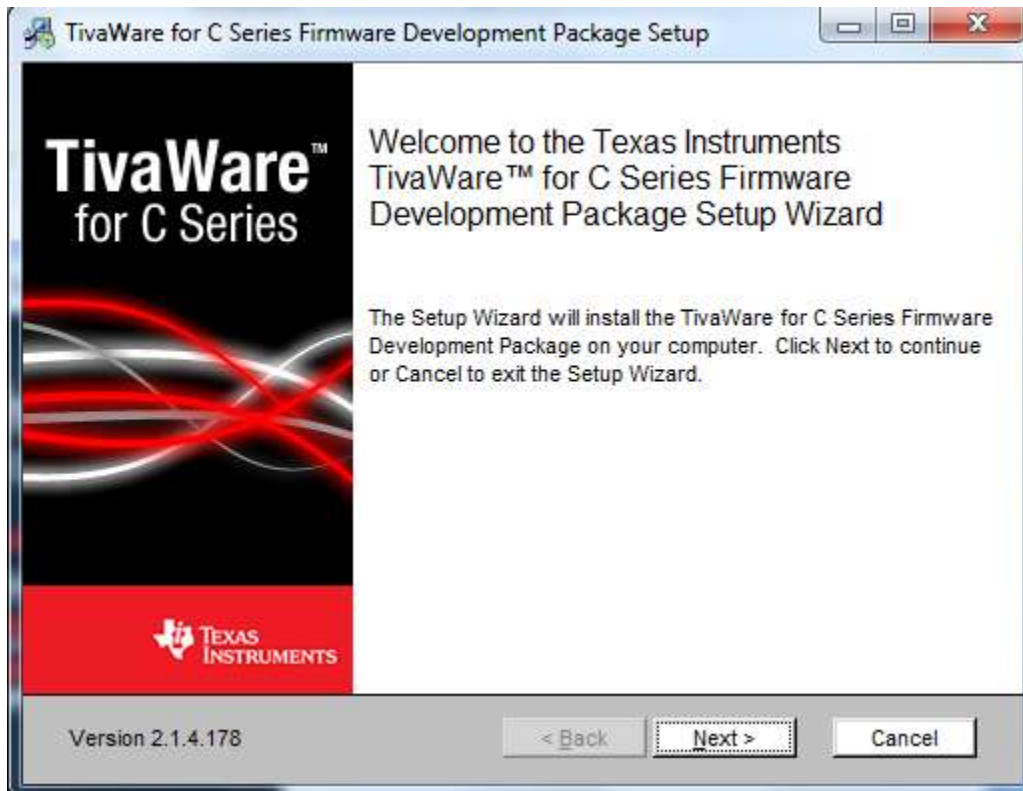 TivaWare for C Series Firmware Development Package Setup
TivaWare™
for C Series
Welcome to the Texas Instruments
TivaWare™ for C Series Firmware
Development Package Setup Wizard
The Setup Wizard will install the TivaWare for C Series Firmware
Development Package on your computer.  Click Next to continue
or Cancel to exit the Setup Wizard.
TEXAS
INSTRUMENTS
Version 2.1.4.178
< Back
Next >
Cancel